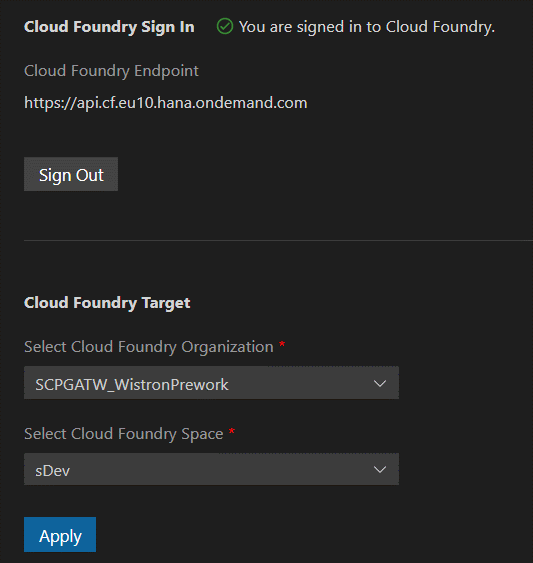 Cloud Foundry Sign In You are signed in to Cloud Foundry.
Cloud Foundry Endpoint
https://api.cf.eu10.hana.ondemand.com
Sign Out
Cloud Foundry Target
Select Cloud Foundry Organization *
SCPGATW_WistronPrework
Select Cloud Foundry Space *
sDev
Apply